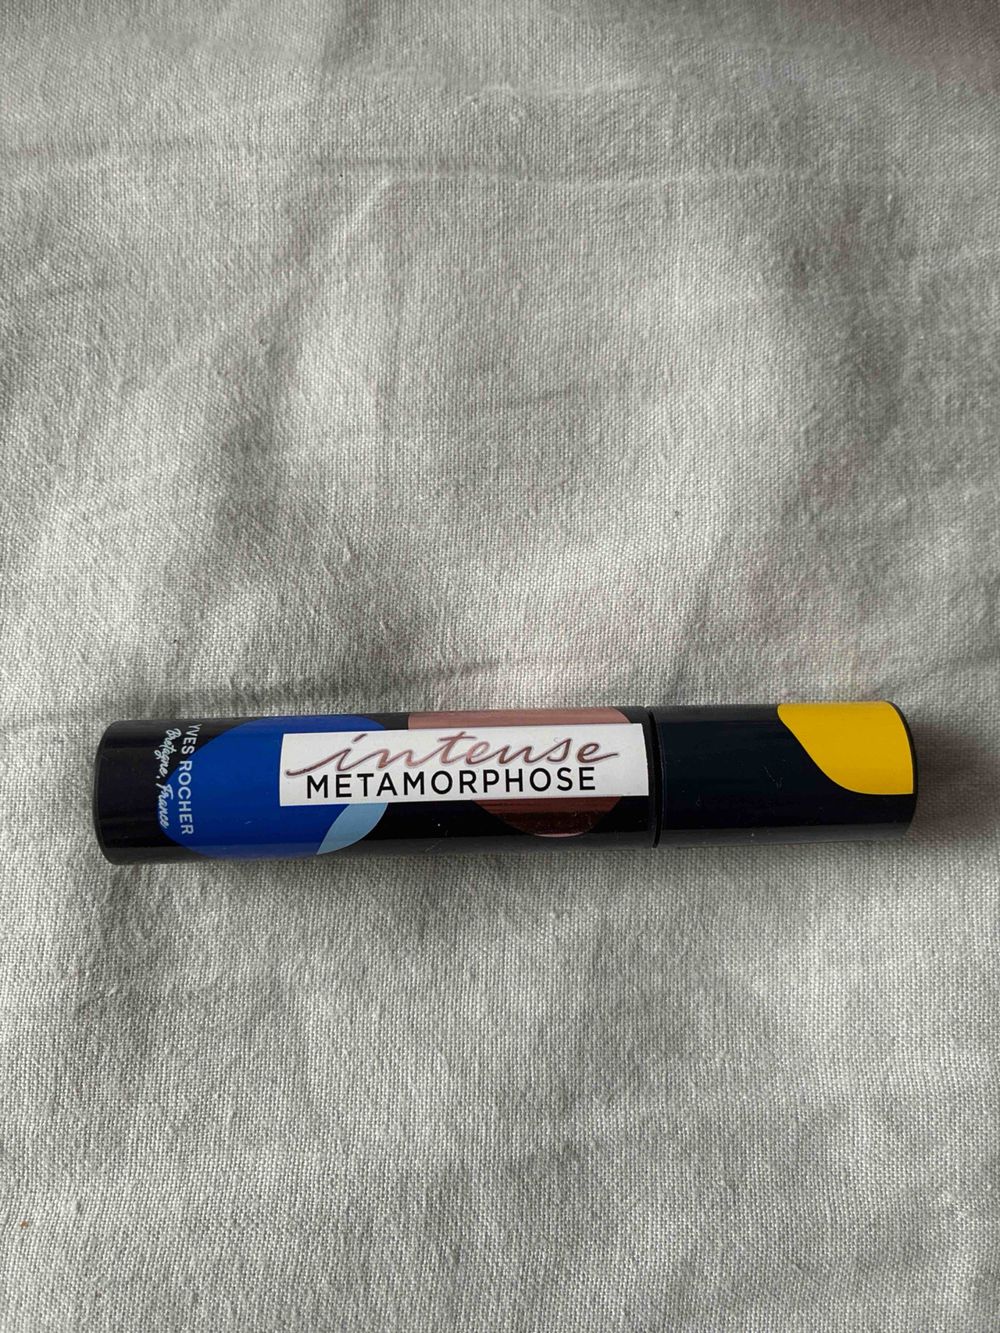 intense
METAMORPHOSE
YVES ROCHER
Bretagne, France